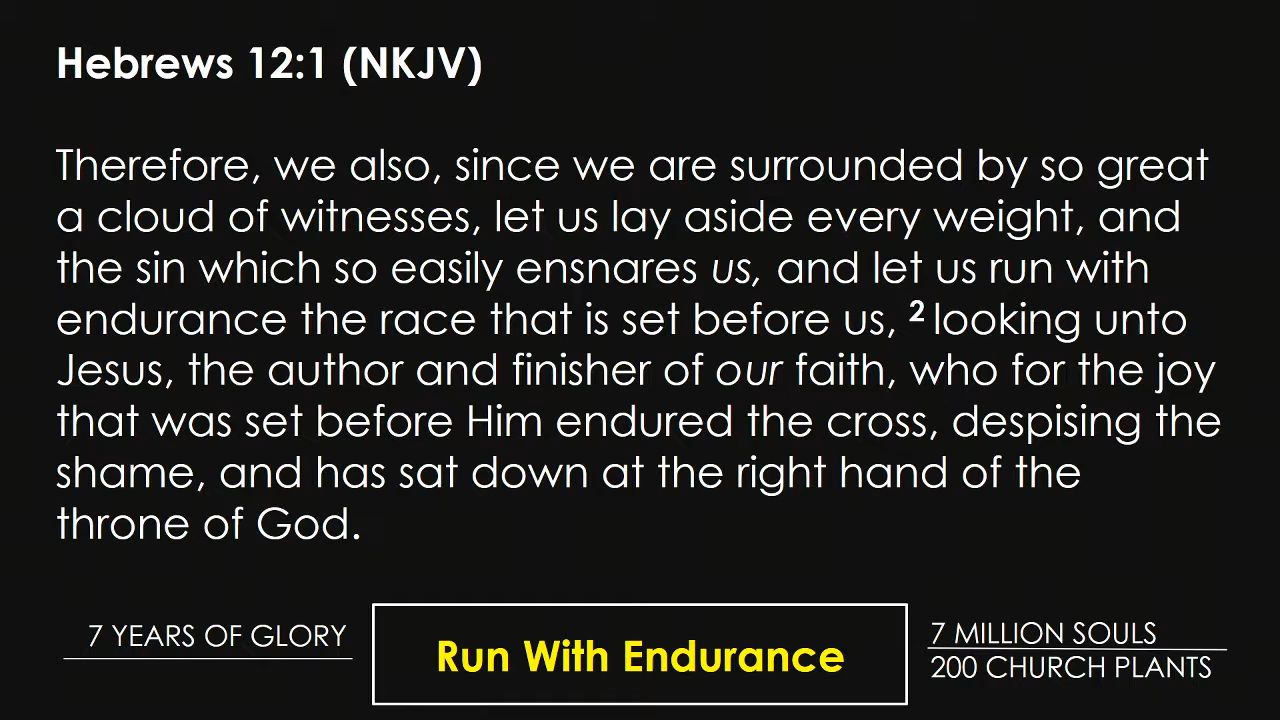 Hebrews 12:1 (NKJV)
Therefore, we also, since we are surrounded by so great
a cloud of witnesses, let us lay aside every weight, and
the sin which so easily ensnares us, and let us run with
endurance the race that is set before us, 2 looking unto
Jesus, the author and finisher of our faith, who for the joy
that was set before Him endured the cross, despising the
shame, and has sat down at the right hand of the
throne of God.
7 YEARS OF GLORY
Run With Endurance
7 MILLION SOULS
200 CHURCH PLANTS